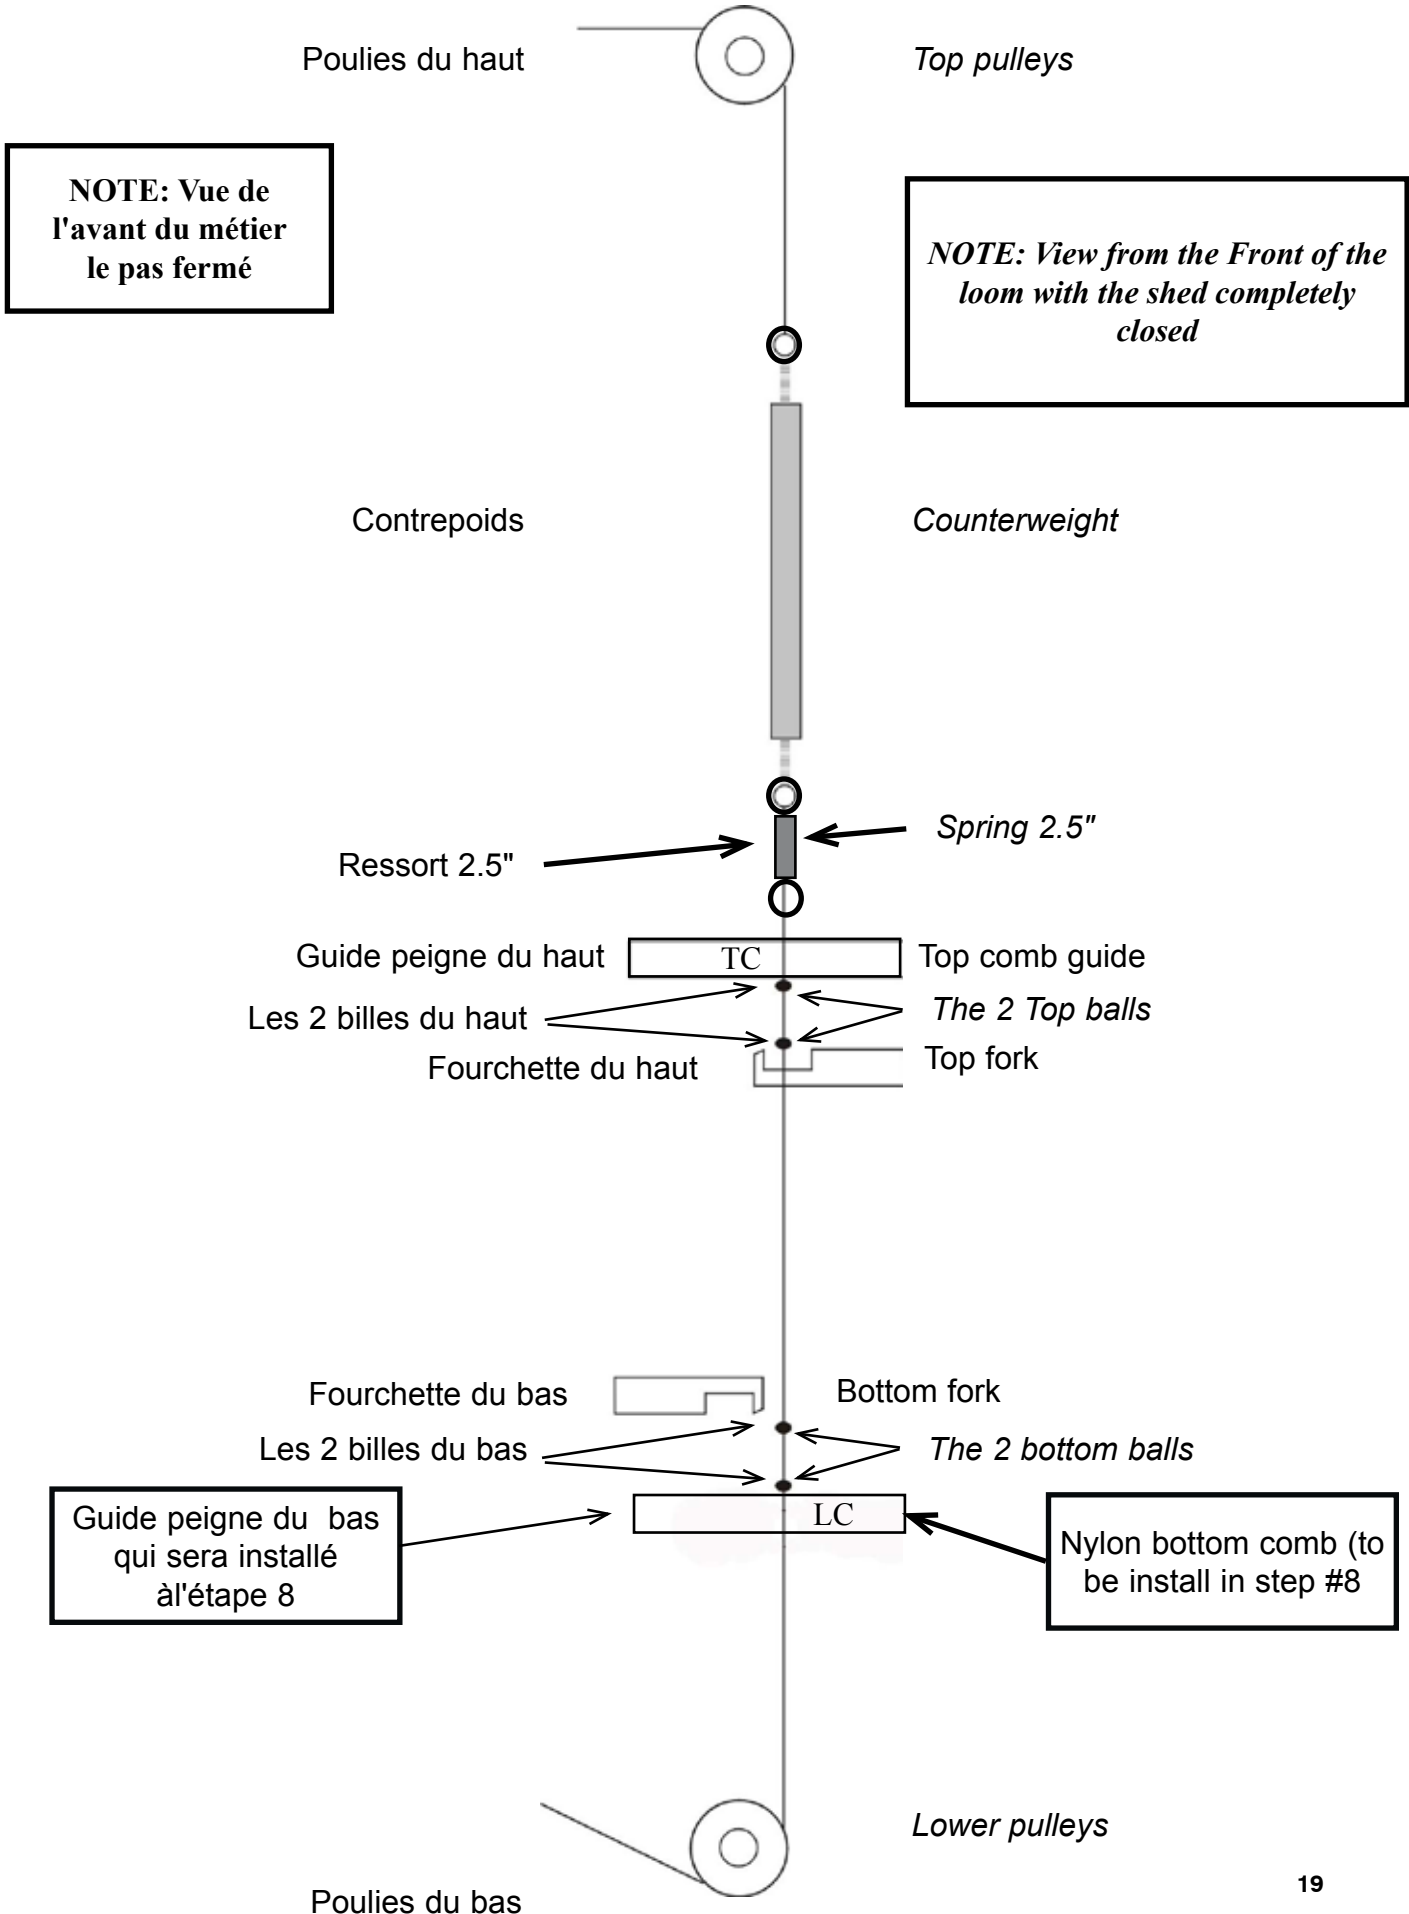 Poulies du haut
Top pulleys
NOTE: Vue de
l'avant du métier
le pas fermé
NOTE: View from the Front of the
loom with the shed completely
closed
Contrepoids
Counterweight
Spring 2.5"
Ressort 2.5"
Guide peigne du haut
TC
Top comb guide
Les 2 billes du haut
The 2 Top balls
Fourchette du haut
Top fork
Fourchette du bas
Bottom fork
Les 2 billes du bas
The 2 bottom balls
Guide peigne du  bas
qui sera installé
àl'étape 8
LC
Nylon bottom comb (to
be install in step #8
Lower pulleys
Poulies du bas
19